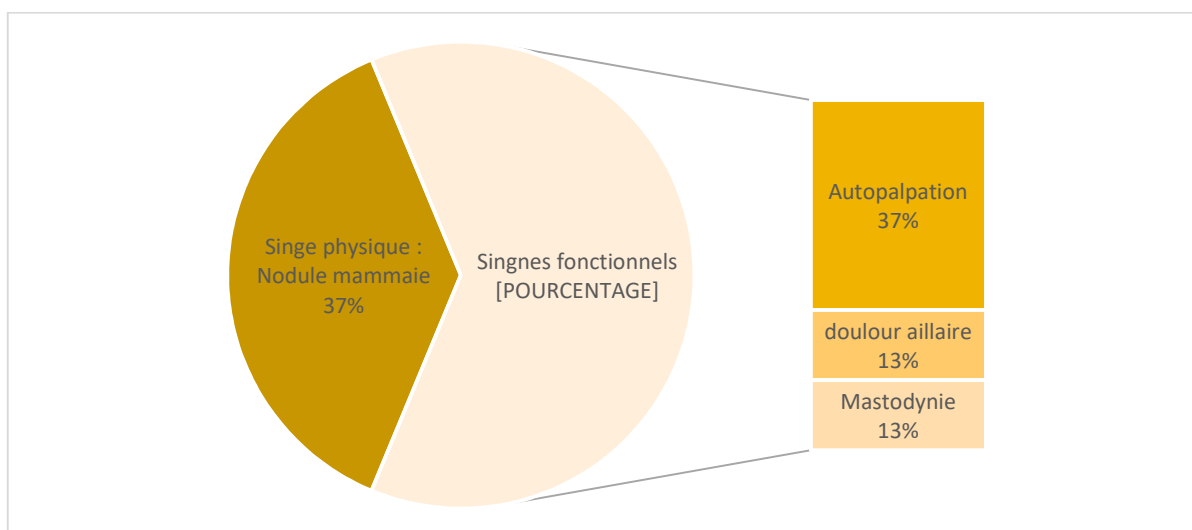 Singe physique :
Nodule mammaie
37%
Singnes fonctionnels
[POURCENTAGE]
Autopalpation
37%
doulour aillaire
13%
Mastodynie
13%